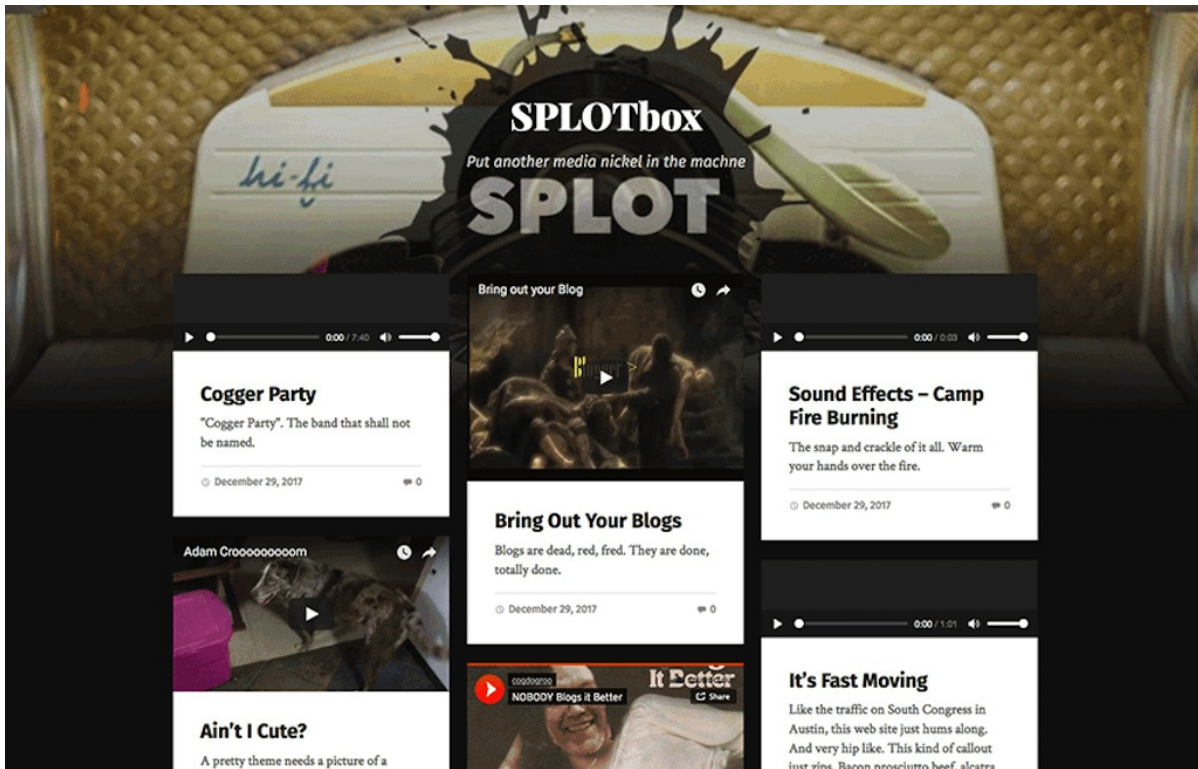 hi-fi
SPLOTbox
Put another media nickel in the machne
SPLOT
0:00 / 7:40
Cogger Party
"Cogger Party". The band that shall not
be named.
December 29, 2017
0
Adam Crooooooooom
Ain't I Cute?
A pretty theme needs a picture of a
Bring out your Blog
Bring Out Your Blogs
Blogs are dead, red, fred. They are done,
totally done.
December 29, 2017
0
It Better
cogdogroo
Share
NOBODY Blogs it Better
0:00 / 0:03
Sound Effects – Camp
Fire Burning
The snap and crackle of it all. Warm
your hands over the fire.
December 29, 2017
0
0:00 / 1:01
It's Fast Moving
Like the traffic on South Congress in
Austin, this web site just hums along.
And very hip like. This kind of callout
just zips. Bacon prosciutto beef, alcatra